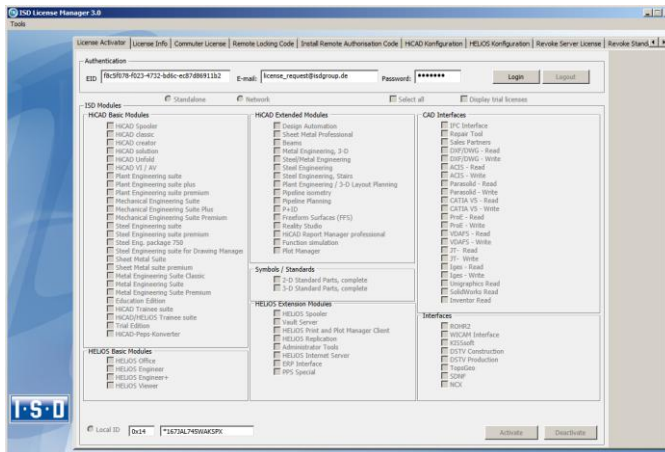 ISD License Manager 3.0
Tools
License Activator
License Info
Commuter License
Remote Locking Code
Install Remote Authorisation Code
HiCAD Konfiguration
HELiOS Konfiguration
Revoke Server License
Revoke Stand
Authentication
EID
f8c5f078-f023-4732-bd6c-ec87d86911b2
E-mail:
license_request@isdgroup.de
Password:
*******
Login
Logout
Standalone
Network
Select all
Display trial licenses
ISD Modules
HiCAD Basic Modules
HiCAD Spooler
HiCAD classic
HiCAD creator
HiCAD solution
HiCAD Unfold
HiCAD VI / AV
Plant Engineering suite
Plant Engineering suite plus
Plant Engineering suite premium
Mechanical Engineering Suite
Mechanical Engineering Suite Plus
Mechanical Engineering Suite Premium
Steel Engineering suite
Steel Engineering suite premium
Steel Eng. package 750
Steel Engineering suite for Drawing Manager
Sheet Metal Suite
Sheet Metal suite premium
Metal Engineering Suite Classic
Metal Engineering Suite
Metal Engineering Suite Premium
Education Edition
HiCAD Trainee suite
HiCAD/HELiOS Trainee suite
Trial Edition
HiCAD-Peps-Konverter
HELiOS Basic Modules
HELiOS Office
HELiOS Engineer
HELiOS Engineer+
HELiOS Viewer
HiCAD Extended Modules
Design Automation
Sheet Metal Professional
Beams
Metal Engineering, 3-D
Steel/Metal Engineering
Steel Engineering
Steel Engineering, Stairs
Plant Engineering / 3-D Layout Planning
Pipeline isometry
Pipeline Planning
P+ID
Freeform Surfaces (FFS)
Reality Studio
HiCAD Report Manager professional
Function simulation
Plot Manager
Symbols / Standards
2-D Standard Parts, complete
3-D Standard Parts, complete
HELiOS Extension Modules
HELiOS Spooler
Vault Server
HELiOS Print and Plot Manager Client
HELiOS Replication
Administrator Tools
HELiOS Internet Server
ERP Interface
PPS Special
CAD Interfaces
IFC Interface
Repair Tool
Sales Partners
DXF/DWG - Read
DXF/DWG - Write
ACIS - Read
ACIS - Write
Parasolid - Read
Parasolid - Write
CATIA V5 - Read
CATIA V5 - Write
ProE - Read
ProE - Write
VDAFS - Read
VDAFS - Write
JT- Read
JT- Write
Iges - Read
Iges - Write
Unigraphics Read
SolidWorks Read
Inventor Read
Interfaces
ROHR2
WICAM Interface
KISSsoft
DSTV Construction
DSTV Production
TopsGeo
SDNF
NCX
I·S·D
Local ID
0x14
*167JAL745WAKSPX
Activate
Deactivate